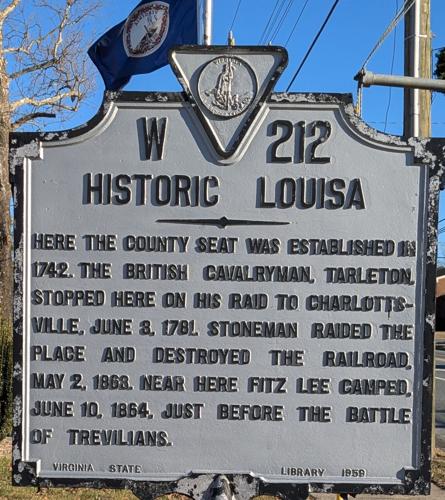 W 212
HISTORIC LOUISA
HERE THE COUNTY SEAT WAS ESTABLISHED IN
1742. THE BRITISH CAVALRYMAN, TARLETON,
STOPPED HERE ON HIS RAID TO CHARLOTTS-
VILLE, JUNE 3, 1781. STONEMAN RAIDED THE
PLACE AND DESTROYED THE RAILROAD,
MAY 2, 1863. NEAR HERE FITZ LEE CAMPED,
JUNE 10, 1864, JUST BEFORE THE BATTLE
OF TREVILIANS.
VIRGINIA STATE LIBRARY 1959